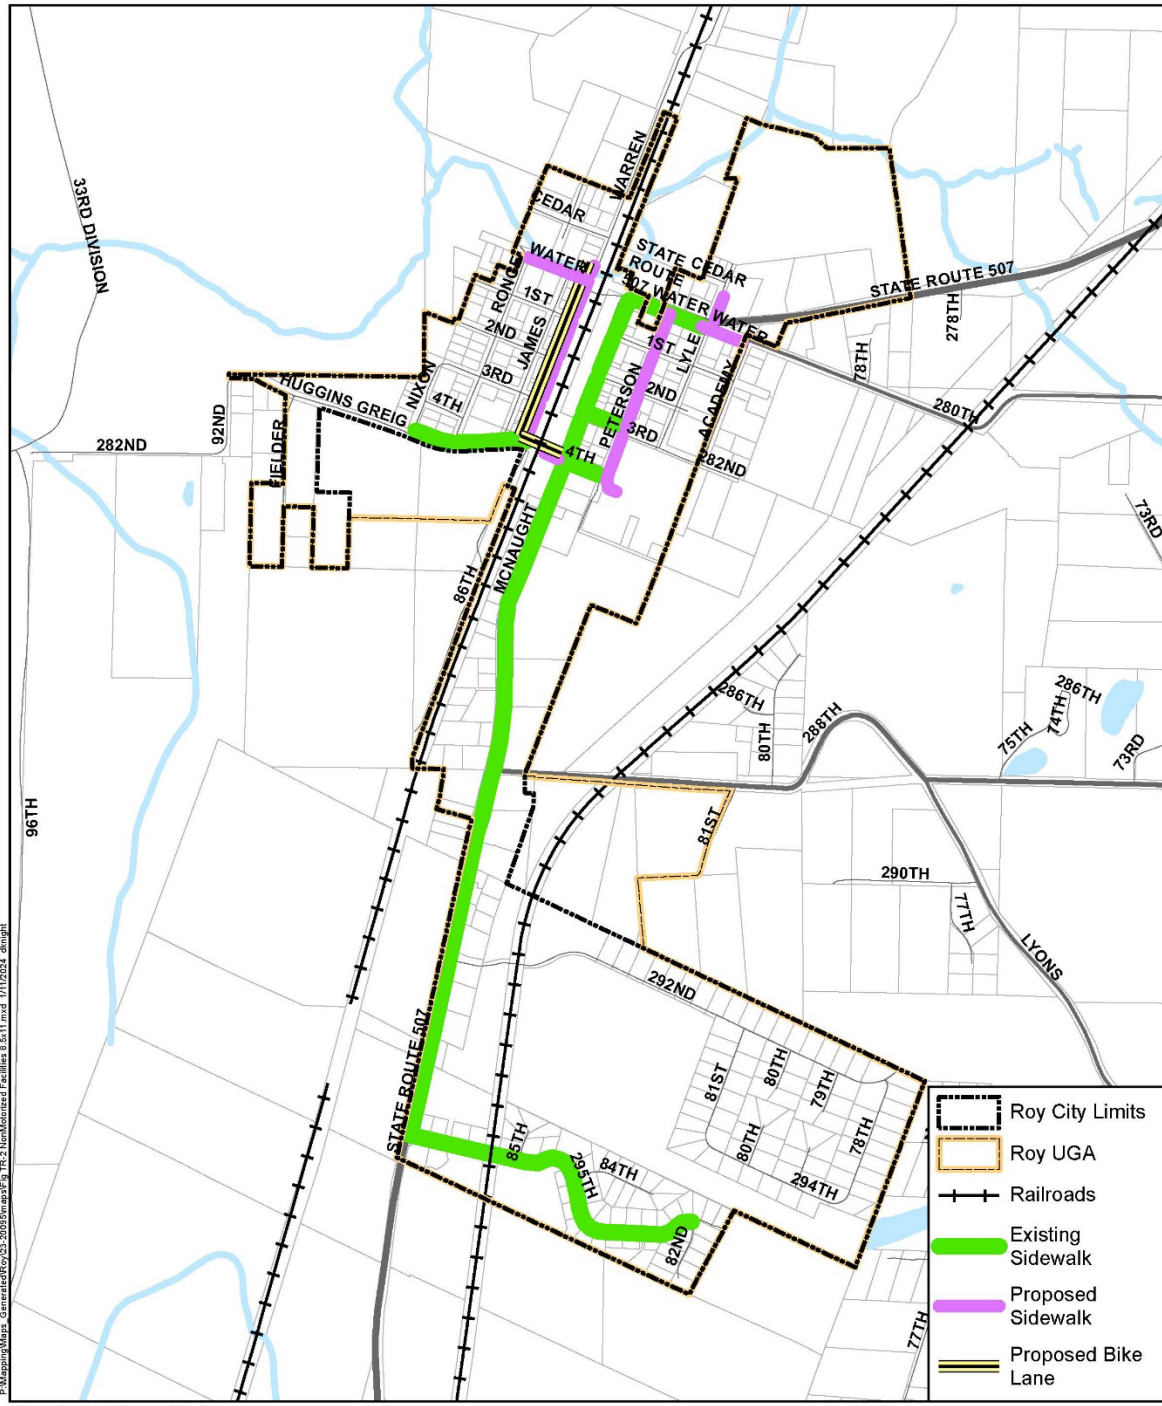 33RD DIVISION
WARREN
CEDAR
STATE CEDAR
ROUTE
507 WATER
WATER
WATER
STATE ROUTE 507
278TH
RONGE
1ST
JAMES
2ND
3RD
NIXON
4TH
1ST
LYLE
2ND
PETERSON
3RD
ACADEMY
282ND
78TH
280TH
HUGGINS GREIG
92ND
282ND
FIELDER
4TH
MCNAUGHT
86TH
73RD
286TH
80TH
288TH
286TH
74TH
75TH
73RD
96TH
81ST
290TH
77TH
LYONS
292ND
STATE ROUTE 507
81ST
80TH
79TH
80TH
78TH
294TH
85TH
295TH
84TH
82ND
77TH
Roy City Limits
Roy UGA
Railroads
Existing
Sidewalk
Proposed
Sidewalk
Proposed Bike
Lane